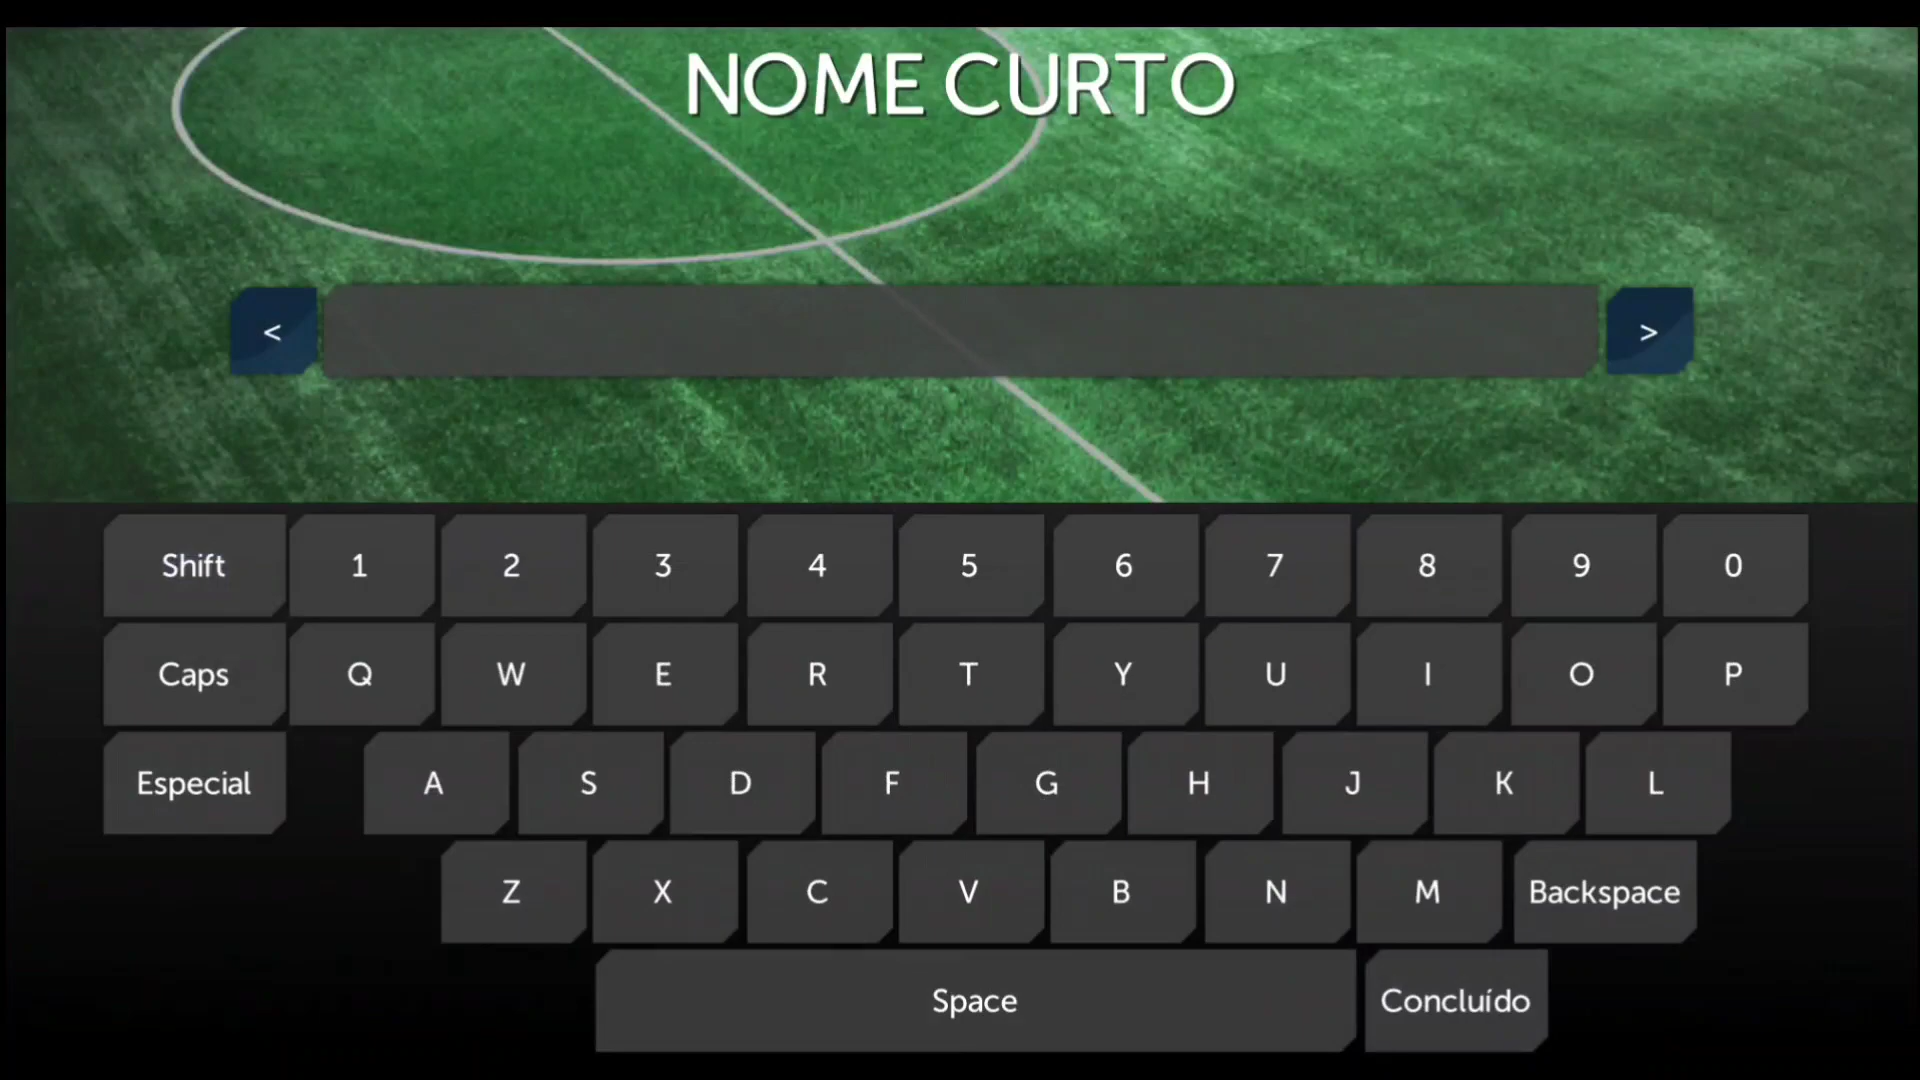 NOME CURTO
< >
Shift 1 2 3 4 5 6 7 8 9 0
Caps Q W E R T Y U I O P
Especial A S D F G H J K L
Z X C V B N M Backspace
Space Concluído